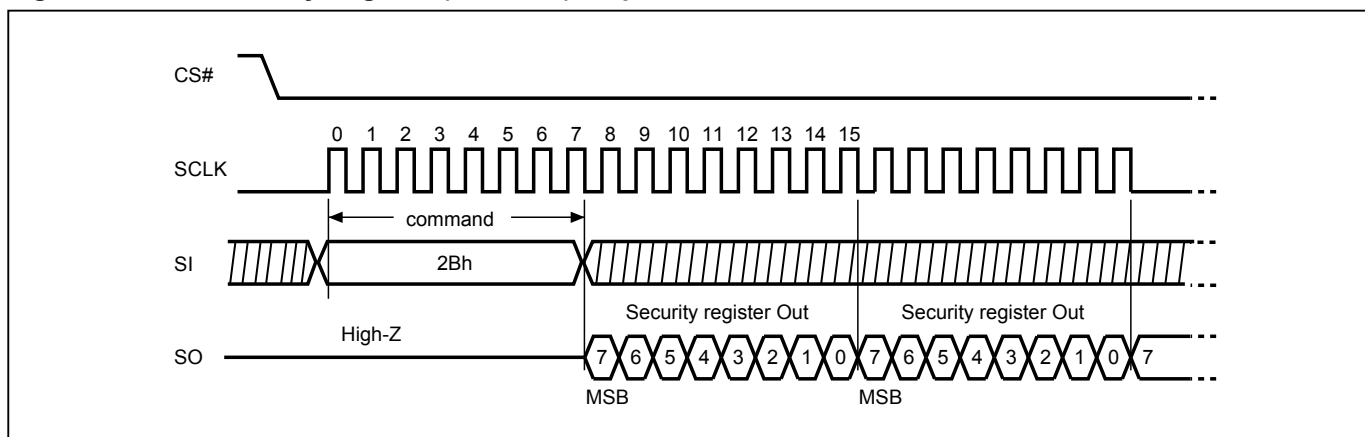 CS#
0 1 2 3 4 5 6 7 8 9 10 11 12 13 14 15
SCLK
command
SI
2Bh
Security register Out Security register Out
High-Z
SO
7 6 5 4 3 2 1 0 7 6 5 4 3 2 1 0 7
MSB MSB